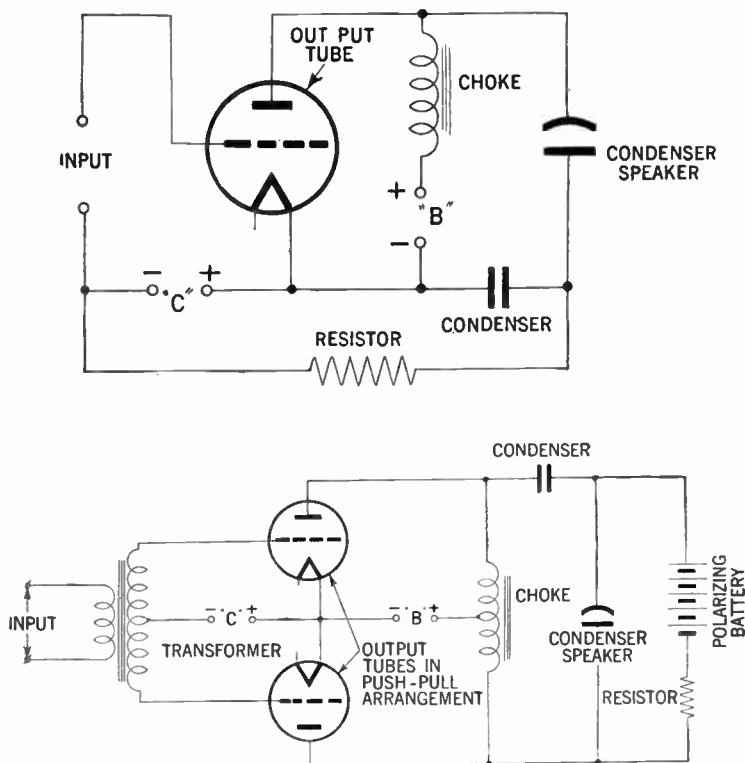 OUT PUT
TUBE
CHOKE
INPUT
CONDENSER
SPEAKER
+
"B"
-
- "C" +
CONDENSER
RESISTOR
CONDENSER
INPUT
- "C" +
- "B" +
CHOKE
TRANSFORMER
OUTPUT
TUBES IN
PUSH-PULL
ARRANGEMENT
CONDENSER
SPEAKER
POLARIZING
BATTERY
RESISTOR